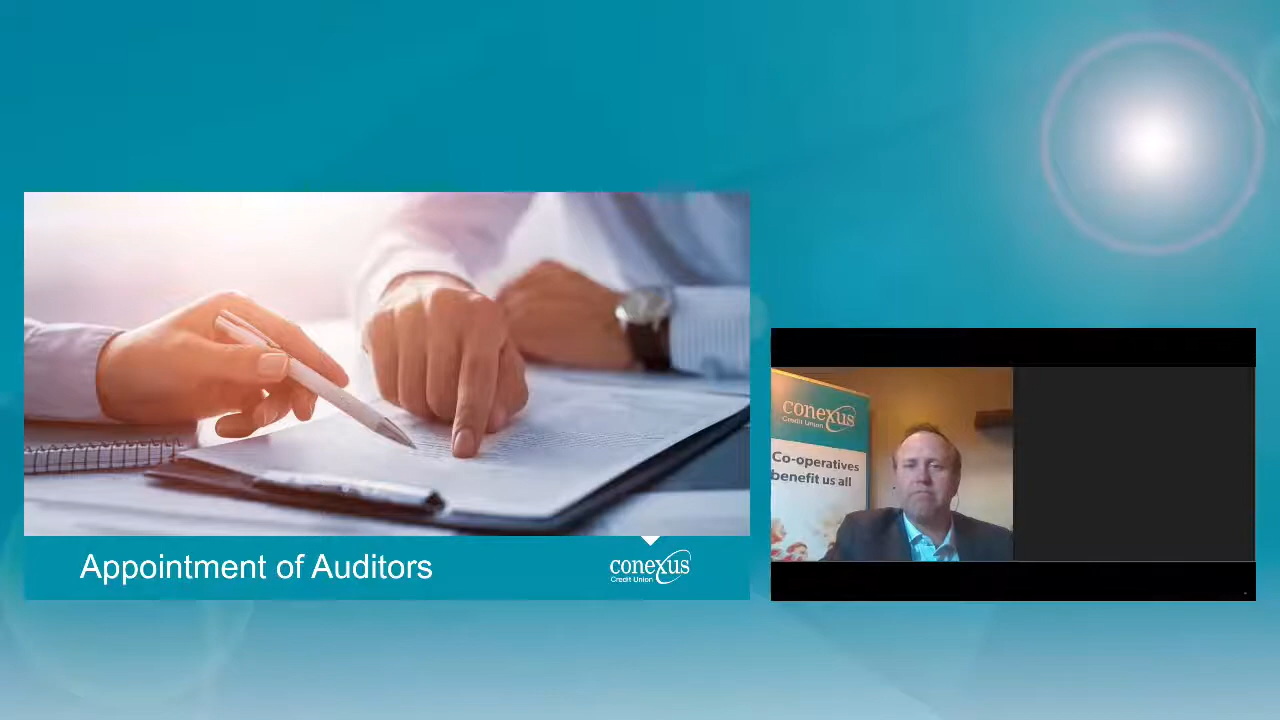 Appointment of Auditors
conexus
Credit Union
conexus
Credit Union
Co-operatives
benefit us all